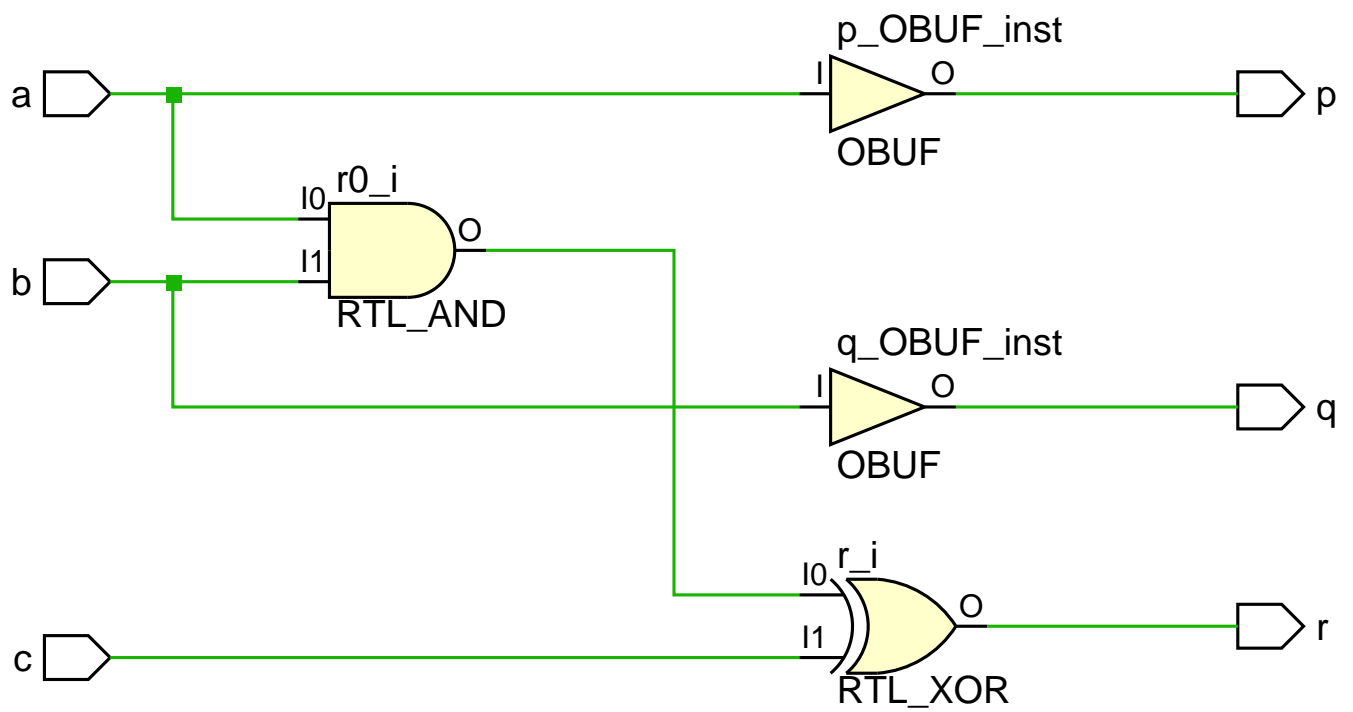 p_OBUF_inst
a
I
O
p
OBUF
r0_i
I0
O
I1
b
RTL_AND
q_OBUF_inst
I
O
q
OBUF
r_i
I0
O
r
I1
c
RTL_XOR